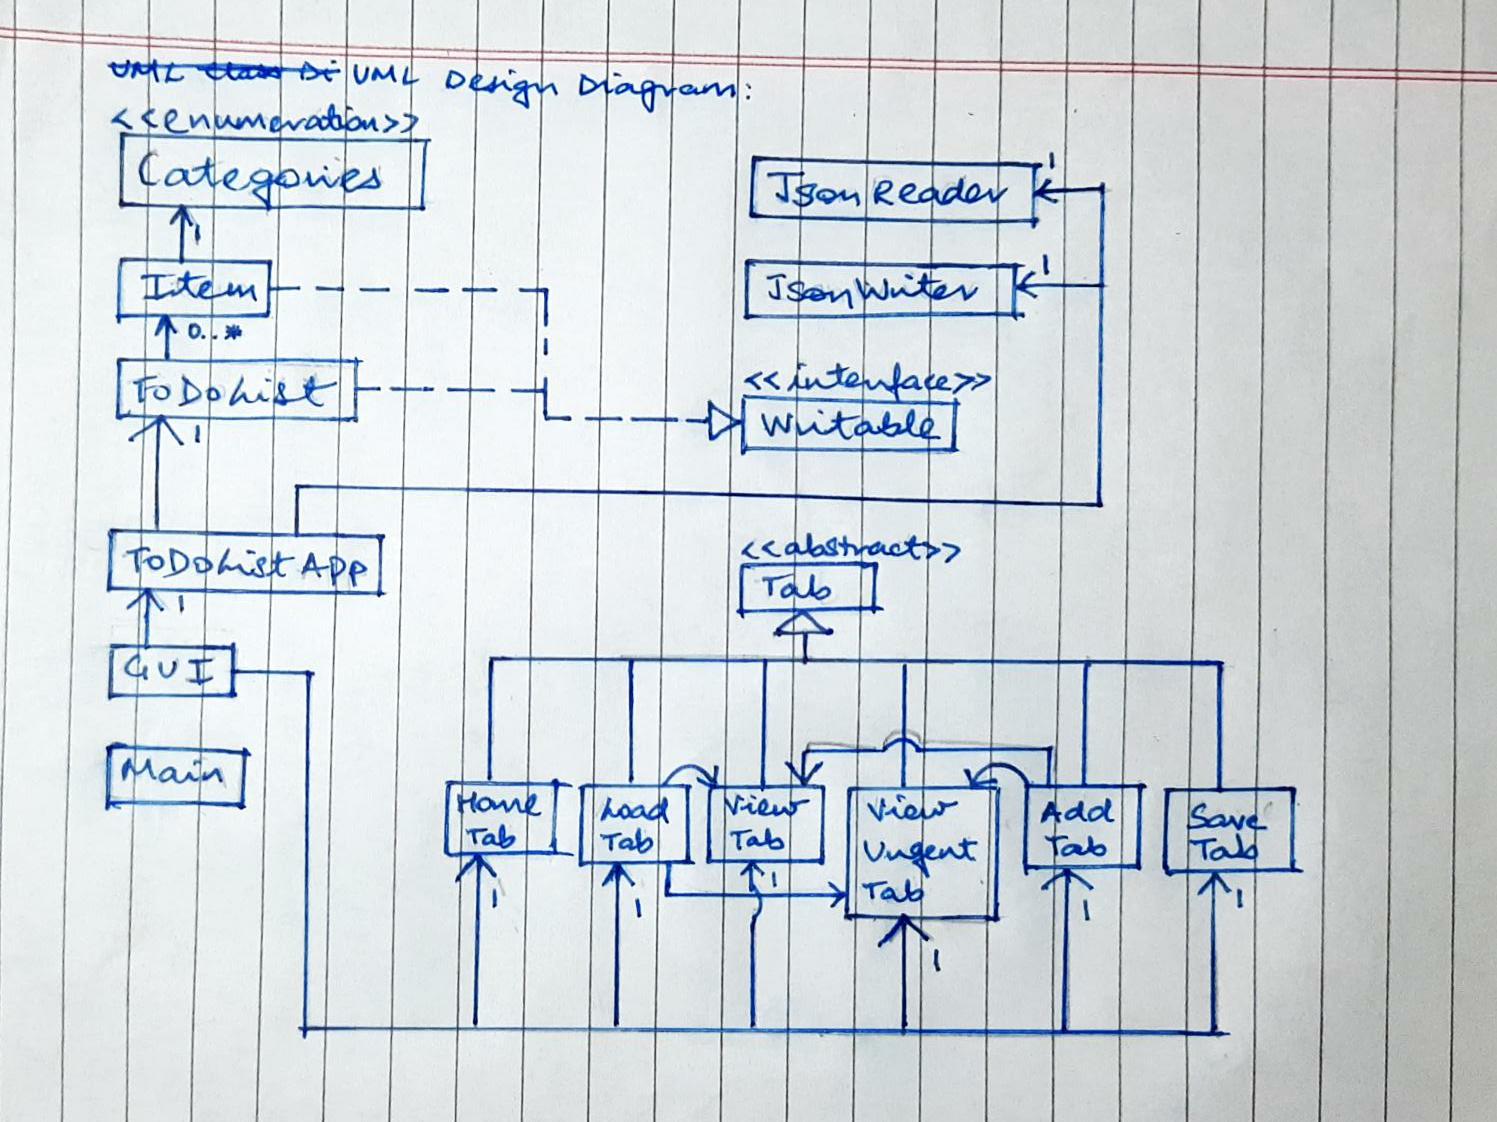 UML class Di UML Design Diagram:
<<enumeration>>
Categories
1
Item
0..*
ToDoList
1
ToDoListApp
1
GUI
Main
JsonReader
1
JsonWriter
1
<<interface>>
Writable
<<abstract>>
Tab
Home
Tab
1
Load
Tab
1
View
Tab
1
View
Urgent
Tab
1
Add
Tab
1
Save
Tab
1